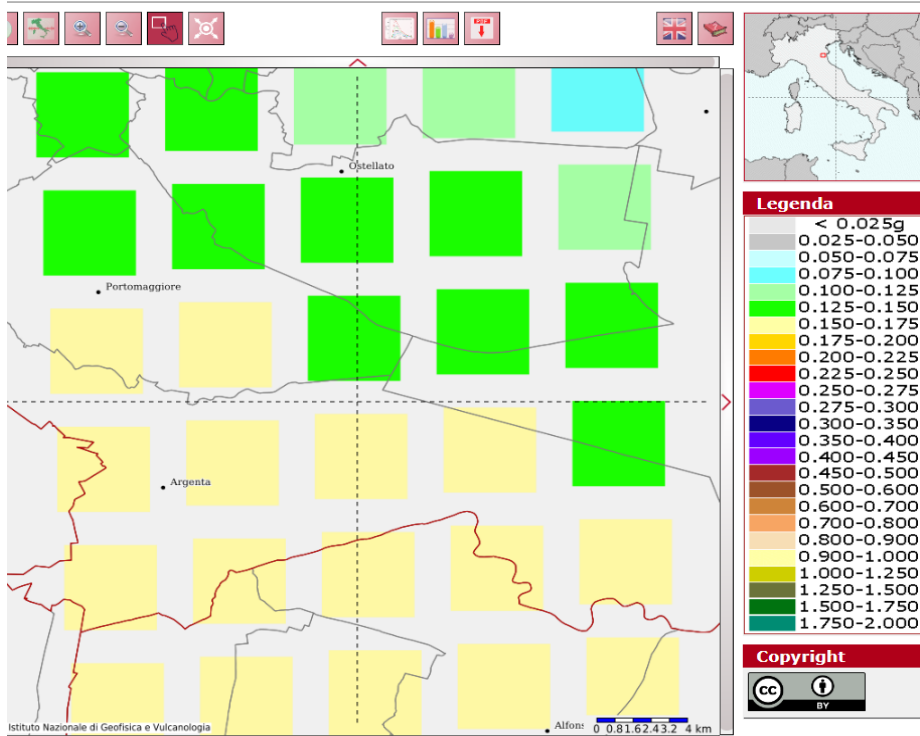 PDF
Ostellato
Portomaggiore
Argenta
Alfons
Istituto Nazionale di Geofisica e Vulcanologia
0 0.81.62.43.2 4 km
Legenda
< 0.025g
0.025-0.050
0.050-0.075
0.075-0.100
0.100-0.125
0.125-0.150
0.150-0.175
0.175-0.200
0.200-0.225
0.225-0.250
0.250-0.275
0.275-0.300
0.300-0.350
0.350-0.400
0.400-0.450
0.450-0.500
0.500-0.600
0.600-0.700
0.700-0.800
0.800-0.900
0.900-1.000
1.000-1.250
1.250-1.500
1.500-1.750
1.750-2.000
Copyright
cc
BY